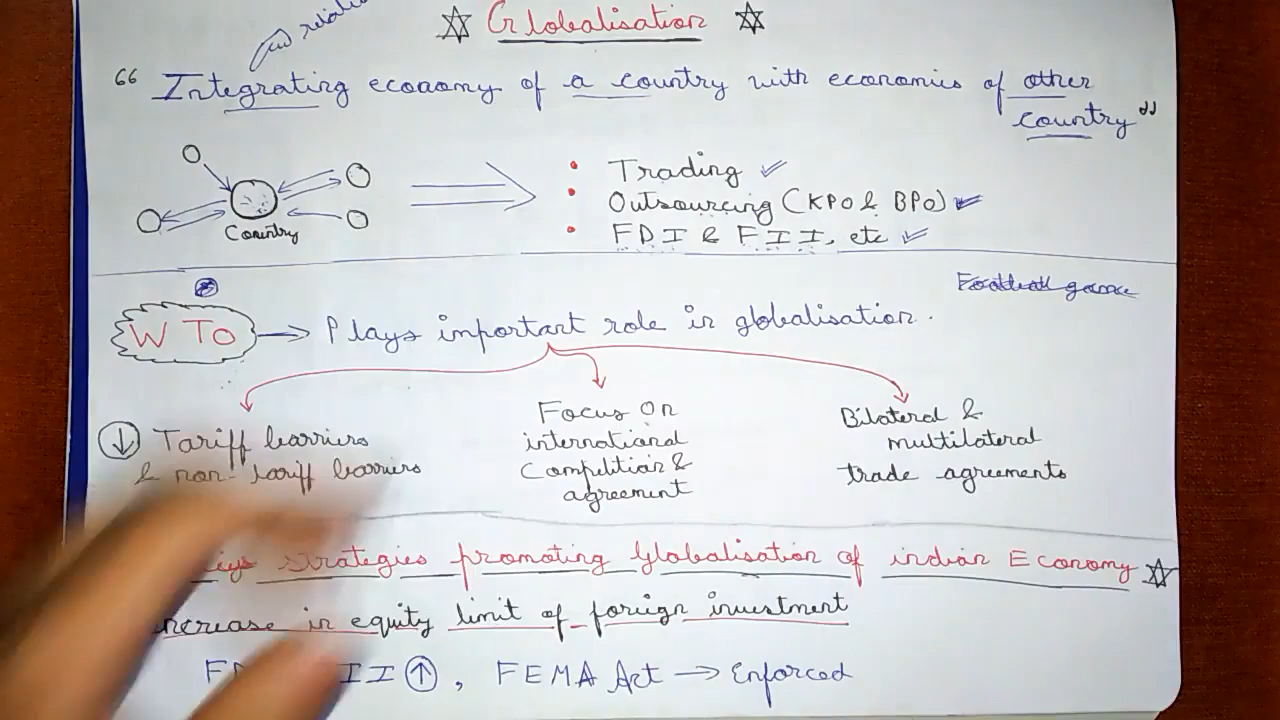 Globalisation
" Integrating economy of a country with economies of other
country "
Country
• Trading ✓
• Outsourcing (KPO & BPO) ✓
• FDI & FII, etc ✓
WTO → Plays important role in globalisation.
↓ Tariff barriers
& non-tariff barriers
Focus On
international
Competition &
agreement
Bilateral &
multilateral
trade agreements
strategies promoting Globalisation of indian Economy
increase in equity limit of foreign investment
↑, FEMA Act → Enforced